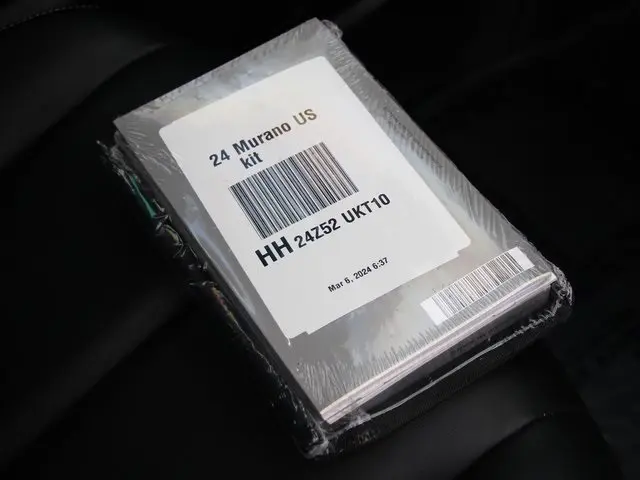 24 Murano US
kit
HH 24Z52 UKT10
Mar 6, 2024 6:37